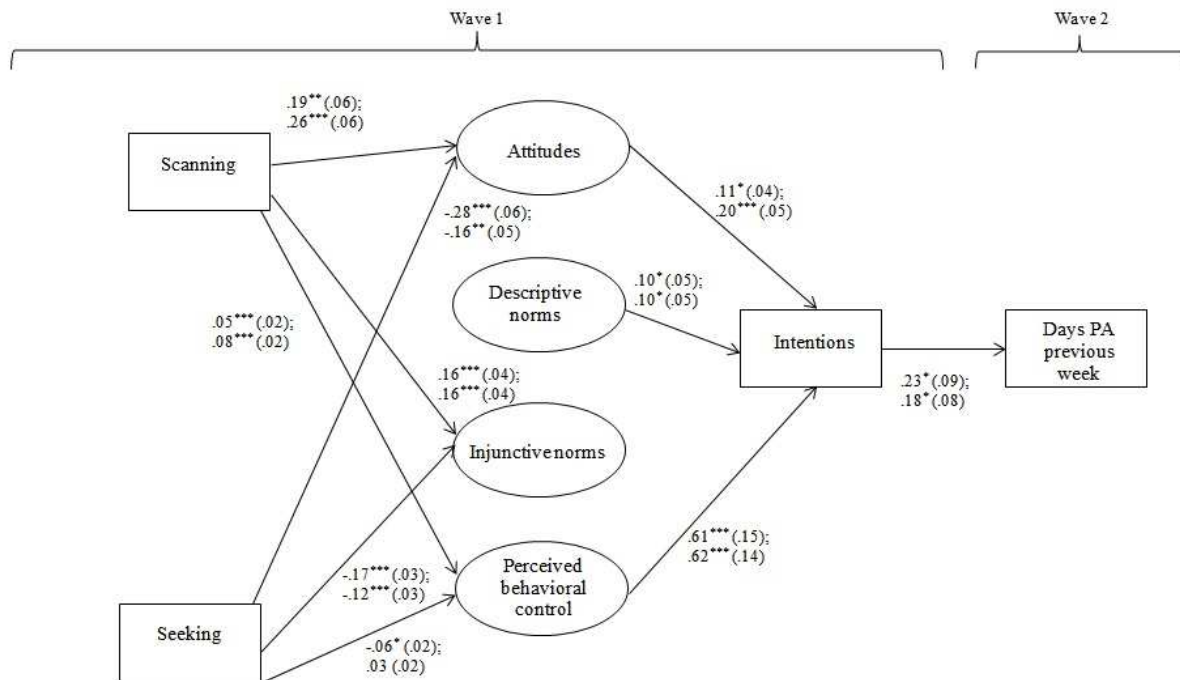 Wave 1
Wave 2
.19**(.06);
.26***(.06)
Scanning
Attitudes
-.28***(.06);
-.16**(.05)
.11*(.04);
.20***(.05)
Descriptive
norms
.10*(.05);
.10*(.05)
.05***(.02);
.08***(.02)
Intentions
Days PA
previous
week
.16***(.04);
.16***(.04)
.23*(.09);
.18*(.08)
Injunctive norms
.61***(.15);
.62***(.14)
-.17***(.03);
-.12***(.03)
Perceived
behavioral
control
Seeking
-.06*(.02);
.03 (.02)